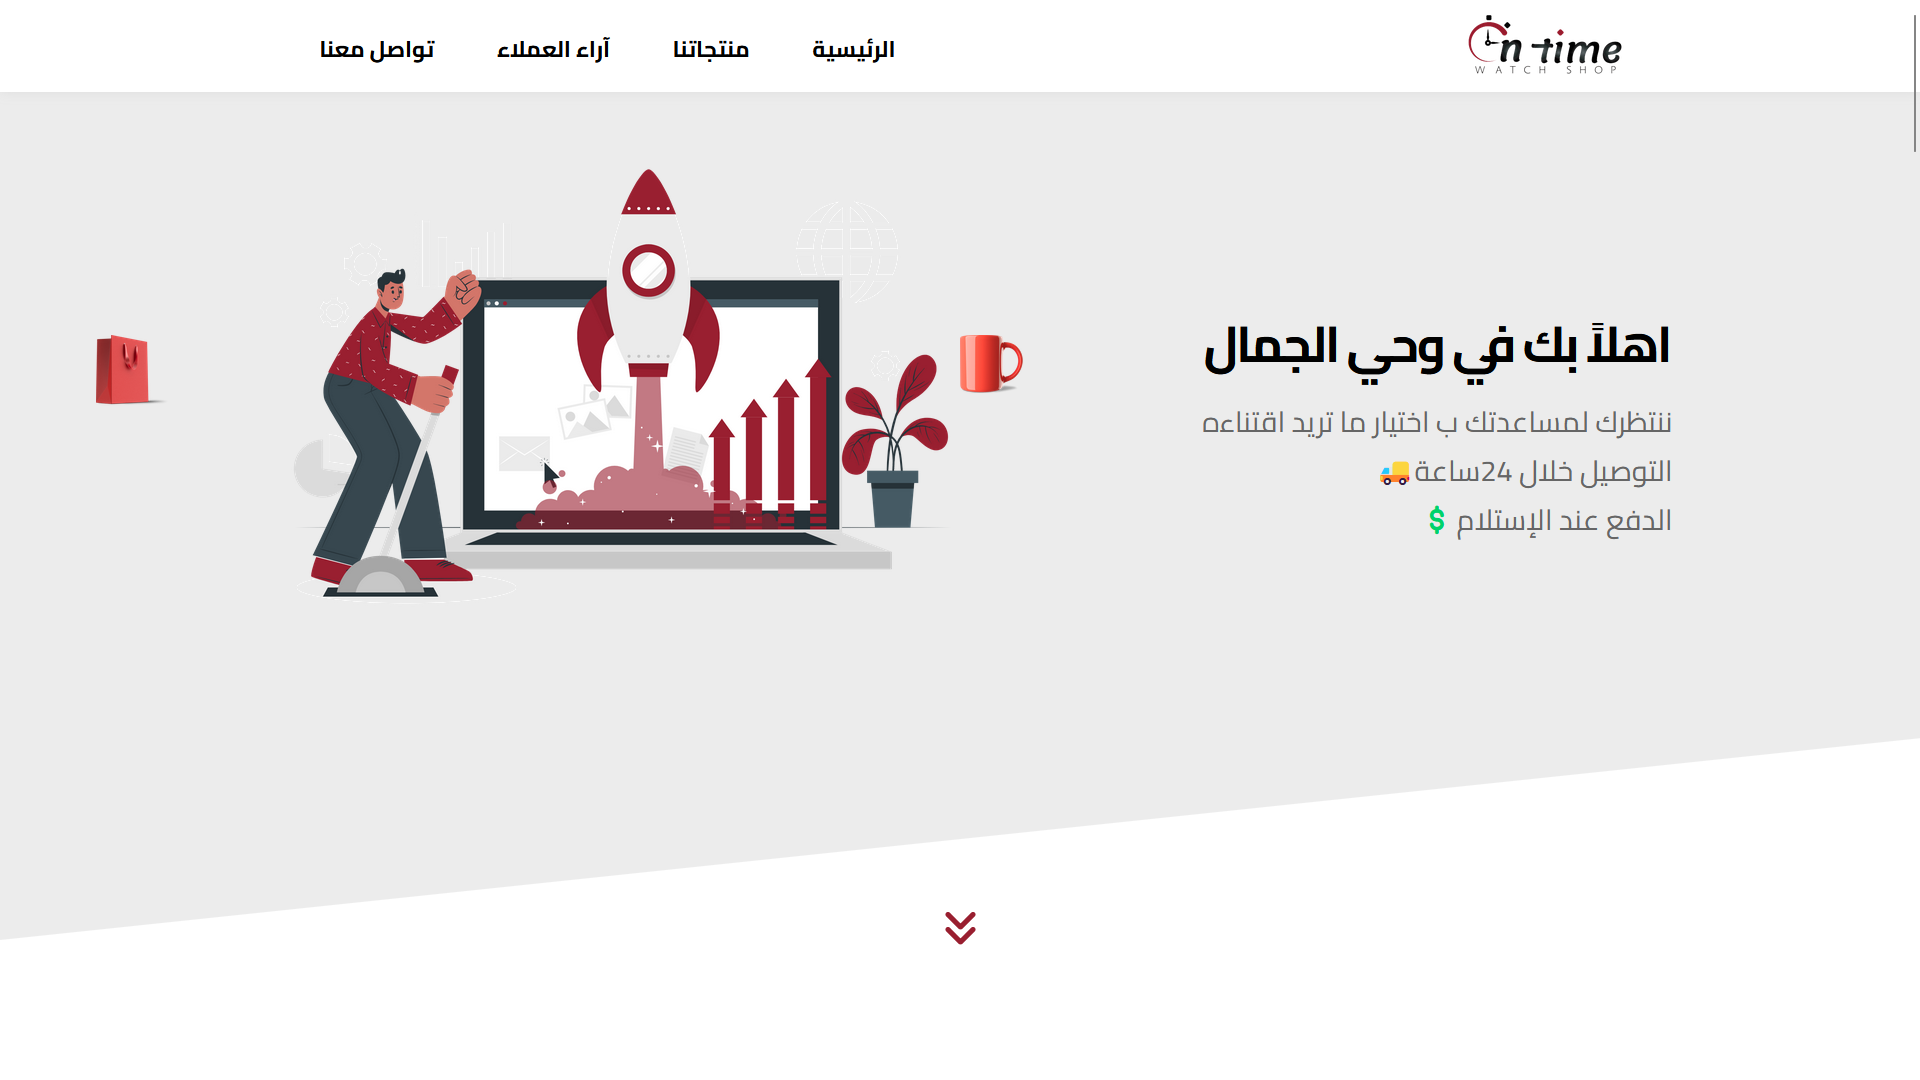 On time
WATCH SHOP
الرئيسية
منتجاتنا
آراء العملاء
تواصل معنا
اهلاً بك في وحي الجمال
ننتظرك لمساعدتك ب اختيار ما تريد اقتناءه
التوصيل خلال 24ساعة🚚
الدفع عند الإستلام $